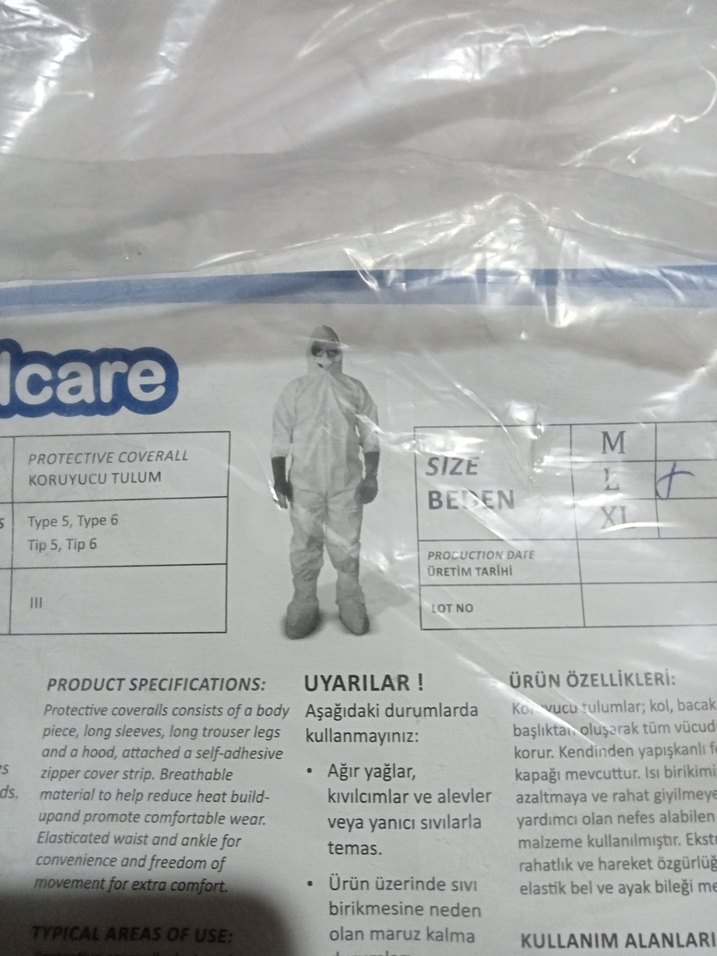 lcare
PROTECTIVE COVERALL
KORUYUCU TULUM
Type 5, Type 6
Tip 5, Tip 6
III
SIZE
BEDEN
M
L
XL
PRODUCTION DATE
ÜRETİM TARİHİ
LOT NO
PRODUCT SPECIFICATIONS:
Protective coveralls consists of a body
piece, long sleeves, long trouser legs
and a hood, attached a self-adhesive
zipper cover strip. Breathable
material to help reduce heat build-
upand promote comfortable wear.
Elasticated waist and ankle for
convenience and freedom of
movement for extra comfort.
TYPICAL AREAS OF USE:
UYARILAR !
Aşağıdaki durumlarda
kullanmayınız:
• Ağır yağlar,
kıvılcımlar ve alevler
veya yanıcı sıvılarla
temas.
• Ürün üzerinde sıvı
birikmesine neden
olan maruz kalma
ÜRÜN ÖZELLİKLERİ:
Koruyucu tulumlar; kol, bacak
başlıktan oluşarak tüm vücud
korur. Kendinden yapışkanlı
kapağı mevcuttur. Isı birikimi
azaltmaya ve rahat giyilmeye
yardımcı olan nefes alabilen
malzeme kullanılmıştır. Ekst
rahatlık ve hareket özgürlüğ
elastik bel ve ayak bileği me
KULLANIM ALANLARI